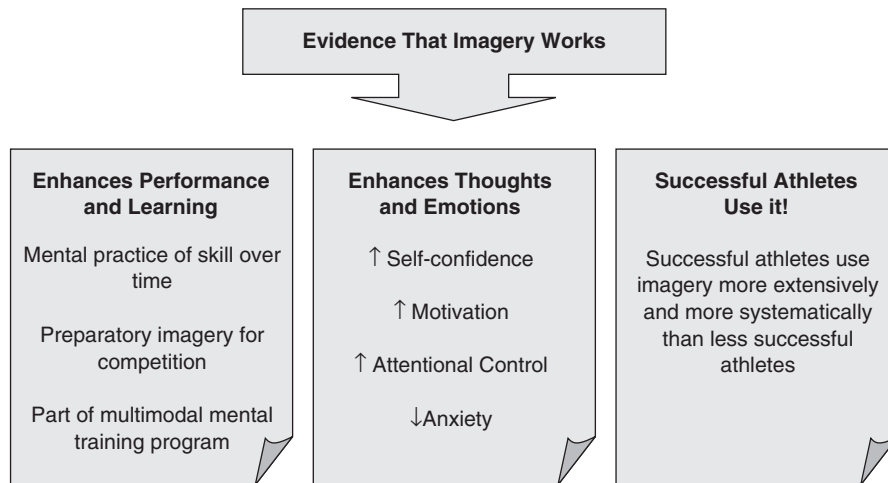 Evidence That Imagery Works
Enhances Performance
and Learning
Mental practice of skill over
time
Preparatory imagery for
competition
Part of multimodal mental
training program
Enhances Thoughts
and Emotions
↑ Self-confidence
↑ Motivation
↑ Attentional Control
↓Anxiety
Successful Athletes
Use it!
Successful athletes use
imagery more extensively
and more systematically
than less successful
athletes